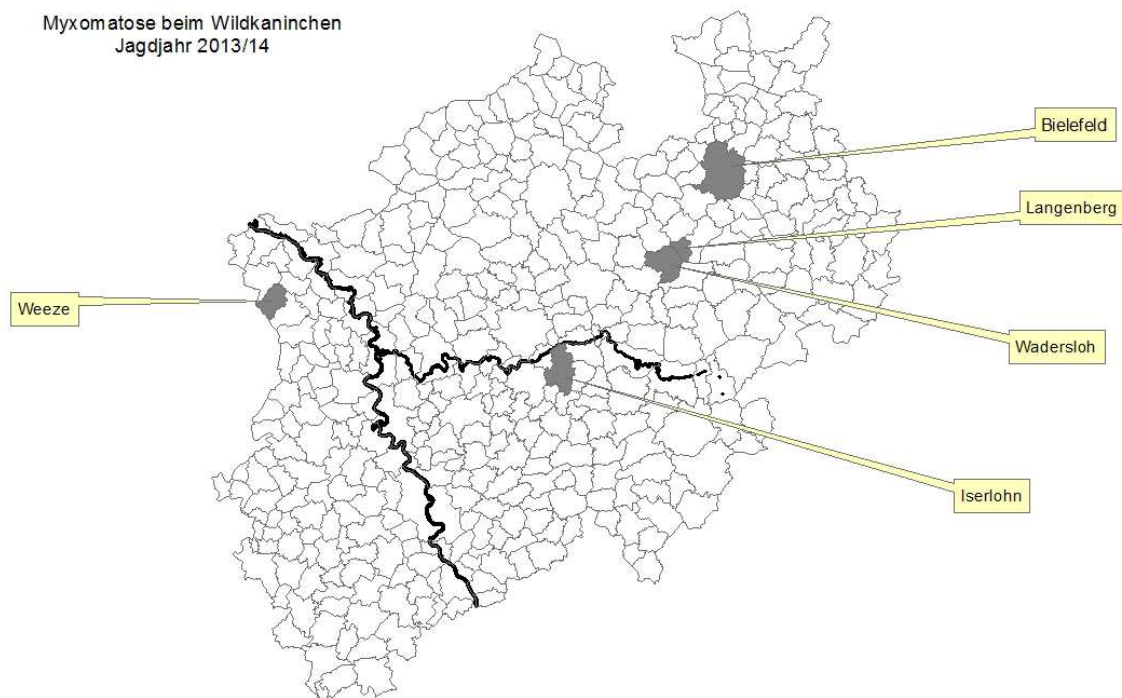 Myxomatose beim Wildkaninchen
Jagdjahr 2013/14
Bielefeld
Langenberg
Weeze
Wadersloh
Iserlohn